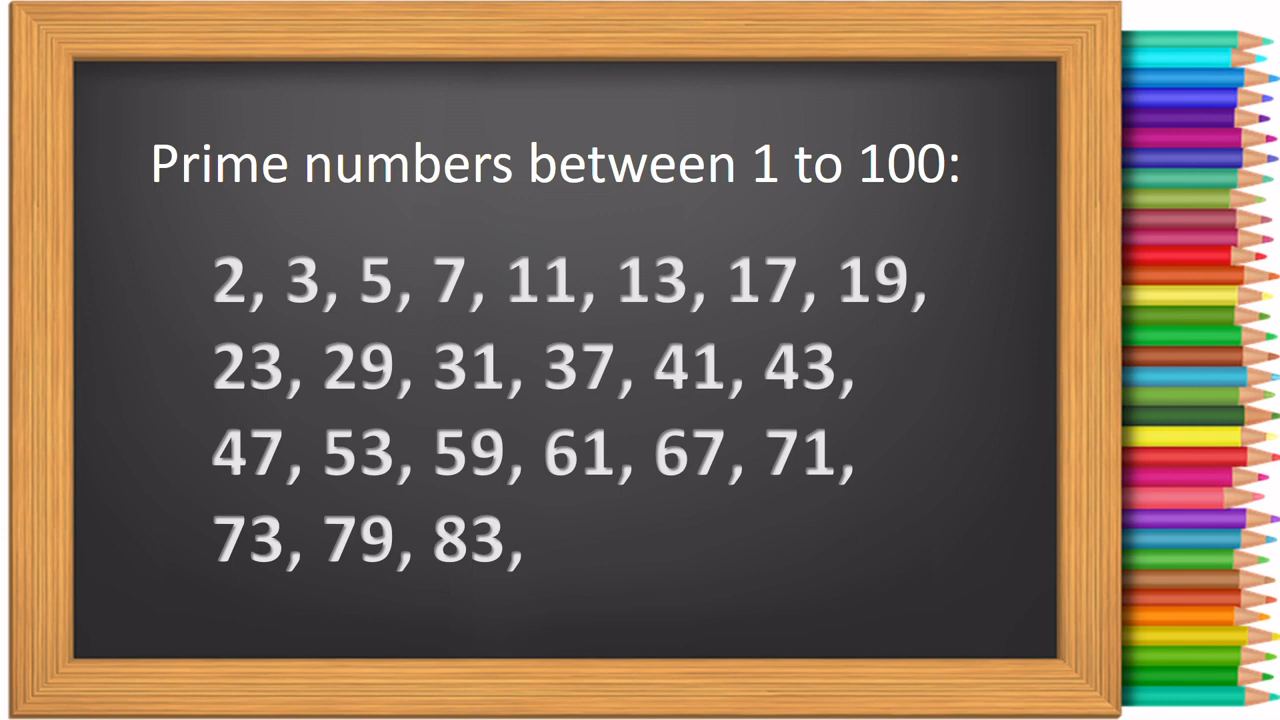 Prime numbers between 1 to 100:
2, 3, 5, 7, 11, 13, 17, 19,
23, 29, 31, 37, 41, 43,
47, 53, 59, 61, 67, 71,
73, 79, 83,